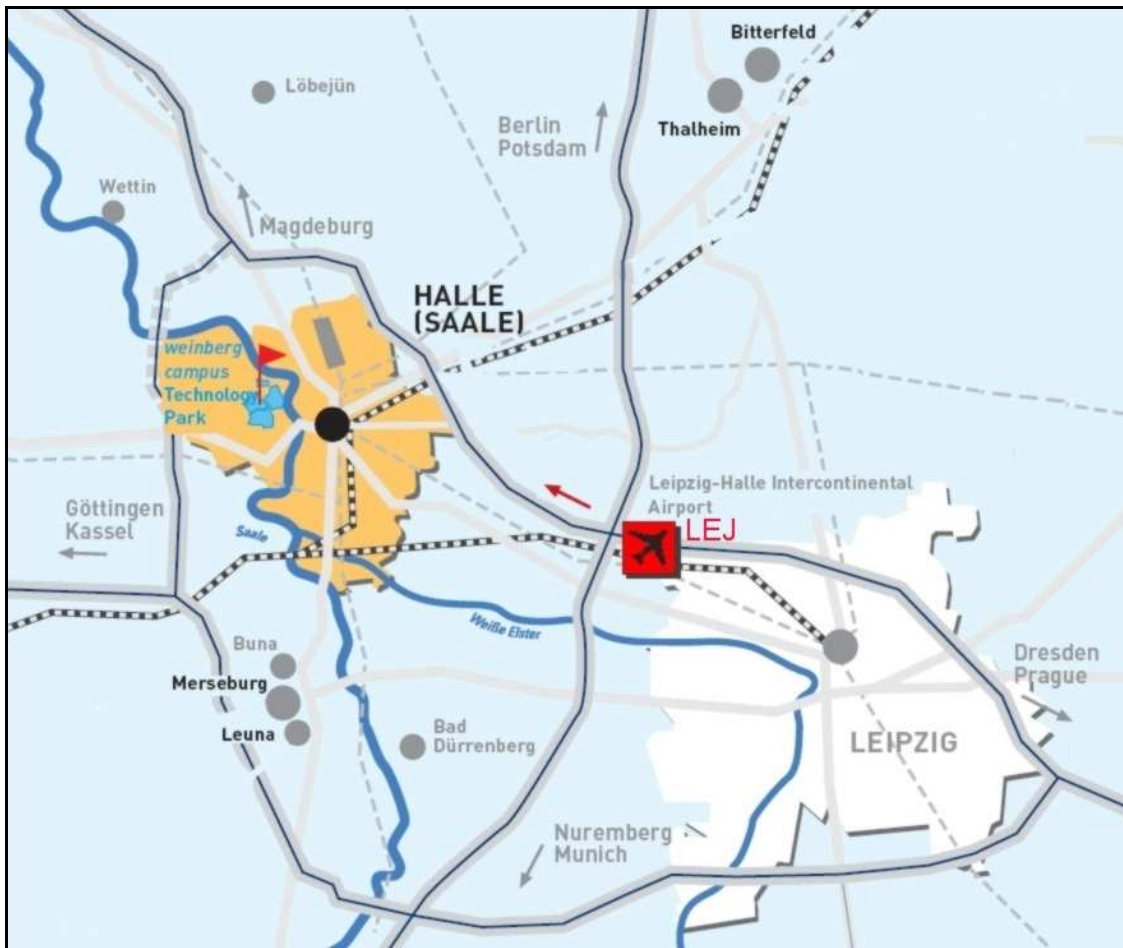 Bitterfeld
Löbejün
Thalheim
Berlin
Potsdam
Wettin
Magdeburg
HALLE
(SAALE)
weinberg
campus
Technology
Park
Leipzig-Halle Intercontinental
Airport
LEJ
Göttingen
Kassel
Saale
Weiße Elster
Buna
Merseburg
Leuna
Bad
Dürrenberg
Dresden
Prague
LEIPZIG
Nuremberg
Munich